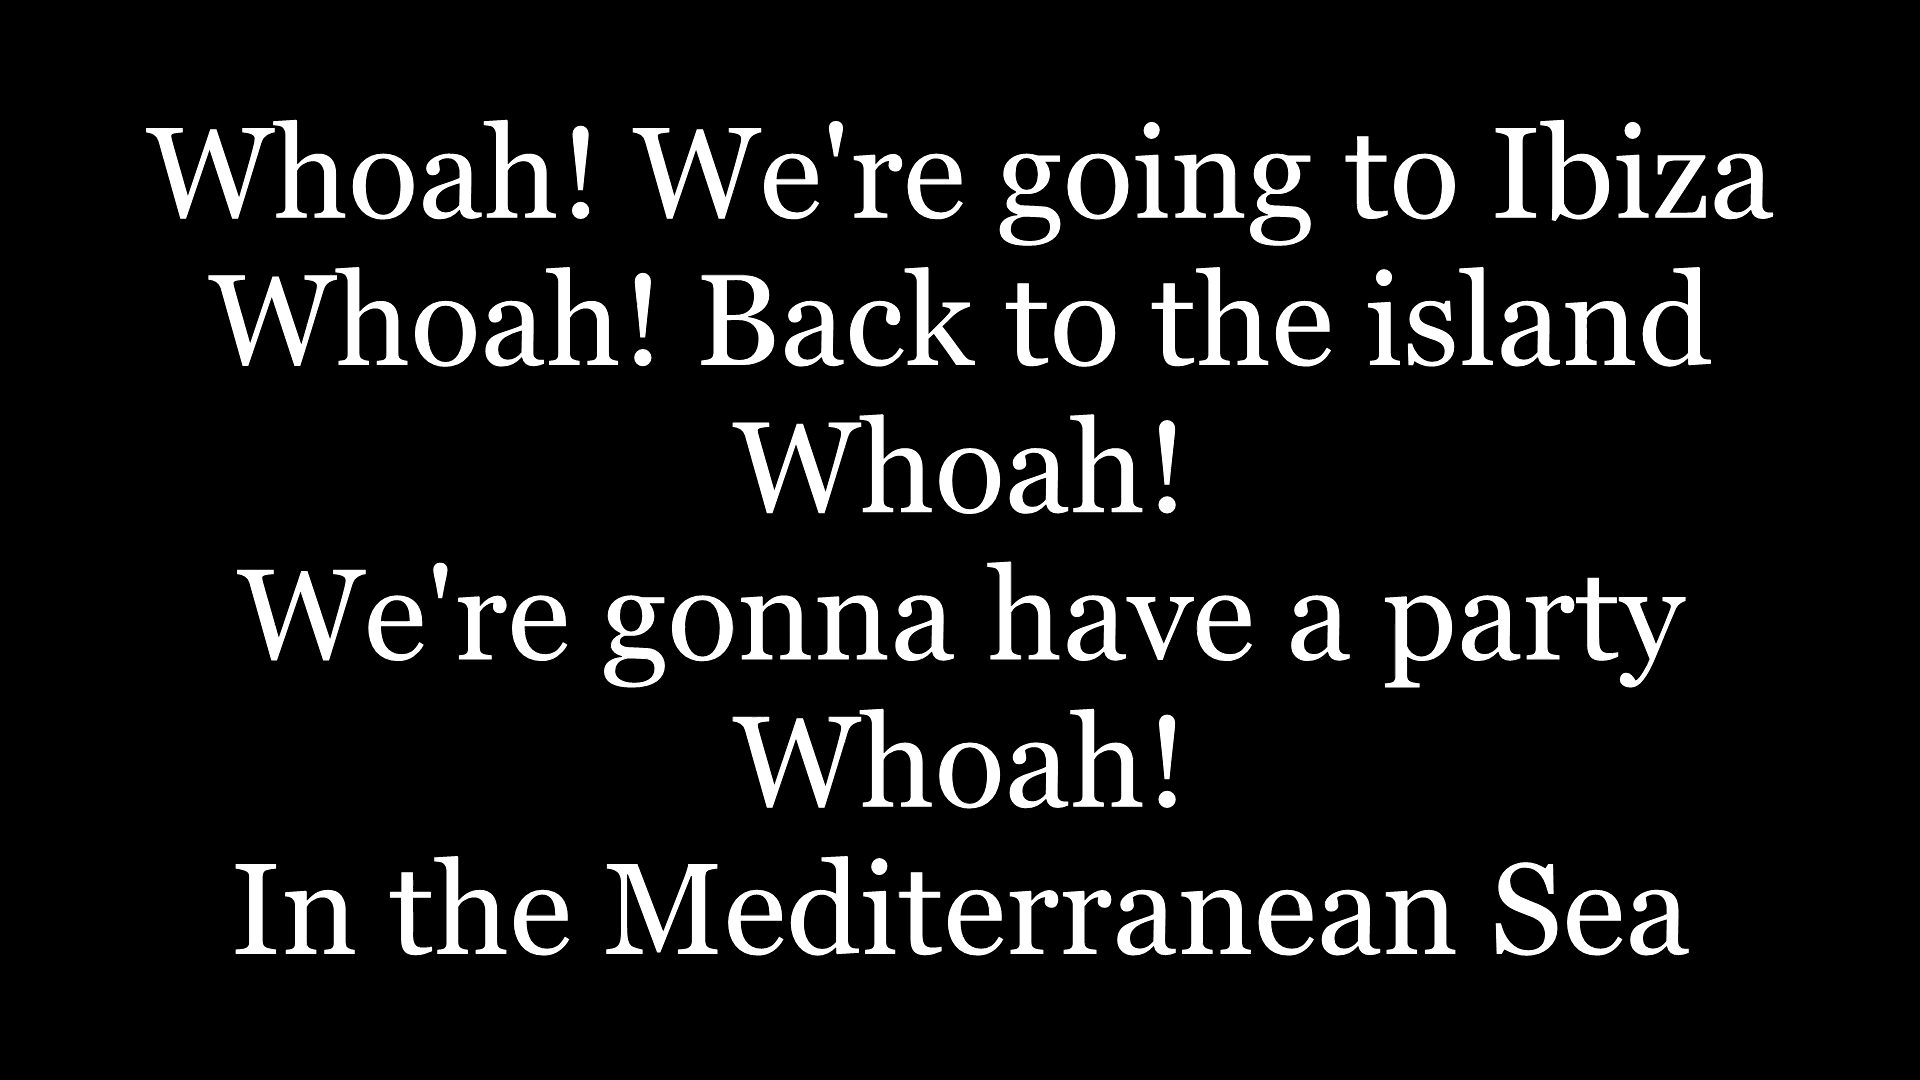 Whoah! We're going to Ibiza
Whoah! Back to the island
Whoah!
We're gonna have a party
Whoah!
In the Mediterranean Sea